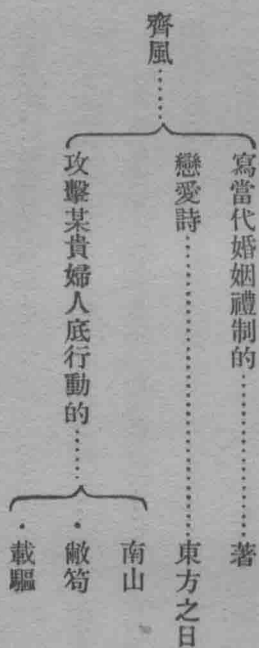 齊風……
寫當代婚姻禮制的……著
戀愛詩……東方之日
攻擊某貴婦人底行動的……
南山
・敝笱
・載驅